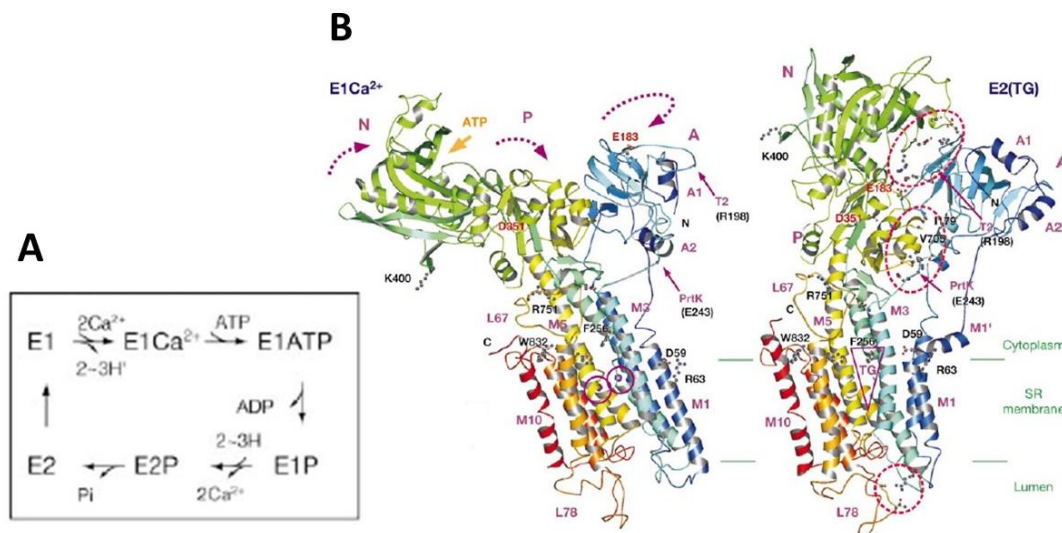 A
E1 2Ca²⁺ 2~3H⁺ E1Ca²⁺ ATP E1ATP
ADP
E2 Pi E2P 2~3H 2Ca²⁺ E1P
B
E1Ca²⁺
N
ATP
P
E183
A
A1
T2
(R198)
N
D351
A2
K400
PrtK
(E243)
L67
R751
M5
M3
F256
C
W832
D59
R63
M10
M1
L78
N
E2(TG)
K400
A1
A
E183
N
D351
I179
T2
(R198)
A2
P
V705
PrtK
(E243)
L67
R751
C
M5
M3
M1'
W832
F256
D59
Cytoplasm
TG
R63
M10
M1
SR
membrane
L78
Lumen